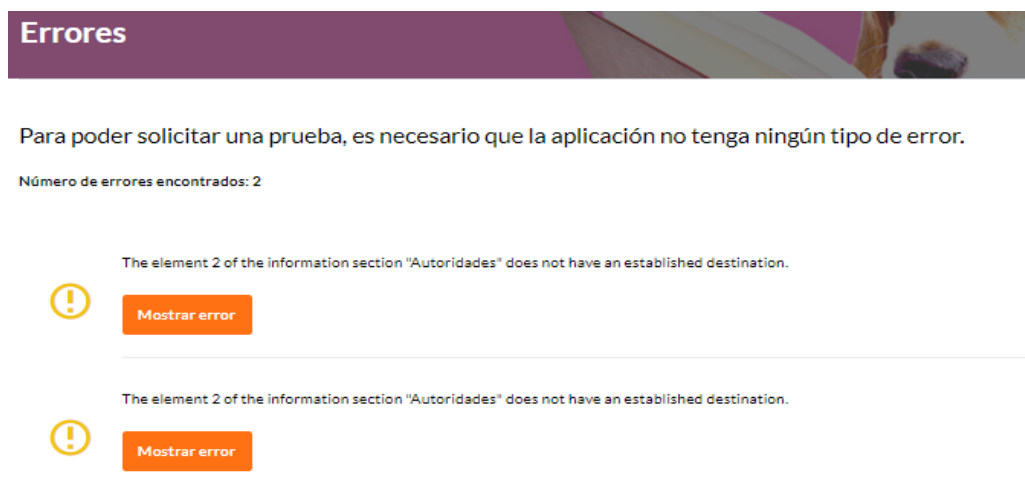 Errores
Para poder solicitar una prueba, es necesario que la aplicación no tenga ningún tipo de error.
Número de errores encontrados: 2
The element 2 of the information section "Autoridades" does not have an established destination.
Mostrar error
The element 2 of the information section "Autoridades" does not have an established destination.
Mostrar error